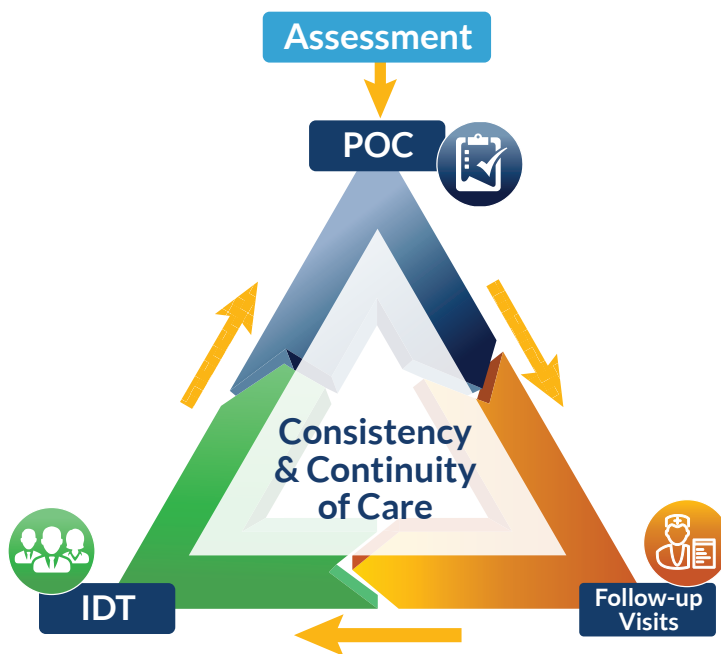 Assessment
POC
Consistency
& Continuity
of Care
IDT
Follow-up
Visits